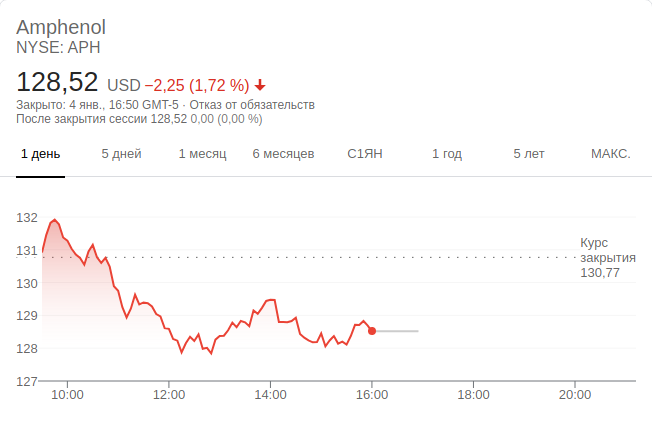 Amphenol
NYSE: APH
128,52 USD −2,25 (1,72 %)
Закрыто: 4 янв., 16:50 GMT-5 · Отказ от обязательств
После закрытия сессии 128,52 0,00 (0,00 %)
1 день 5 дней 1 месяц 6 месяцев С1ЯН 1 год 5 лет МАКС.
132
131
130
129
128
127
Курс
закрытия
130,77
10:00 12:00 14:00 16:00 18:00 20:00